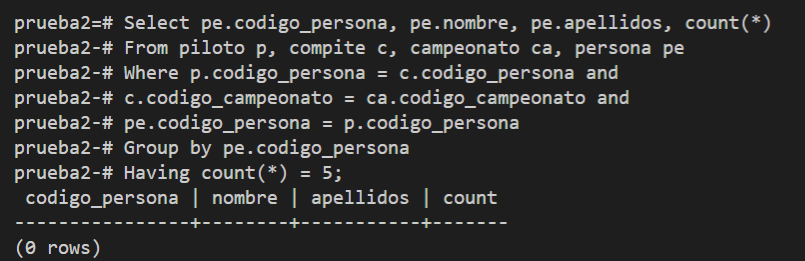 prueba2=# Select pe.codigo_persona, pe.nombre, pe.apellidos, count(*)
prueba2-# From piloto p, compite c, campeonato ca, persona pe
prueba2-# Where p.codigo_persona = c.codigo_persona and
prueba2-# c.codigo_campeonato = ca.codigo_campeonato and
prueba2-# pe.codigo_persona = p.codigo_persona
prueba2-# Group by pe.codigo_persona
prueba2-# Having count(*) = 5;
 codigo_persona | nombre | apellidos | count
----------------+--------+-----------+-------
(0 rows)